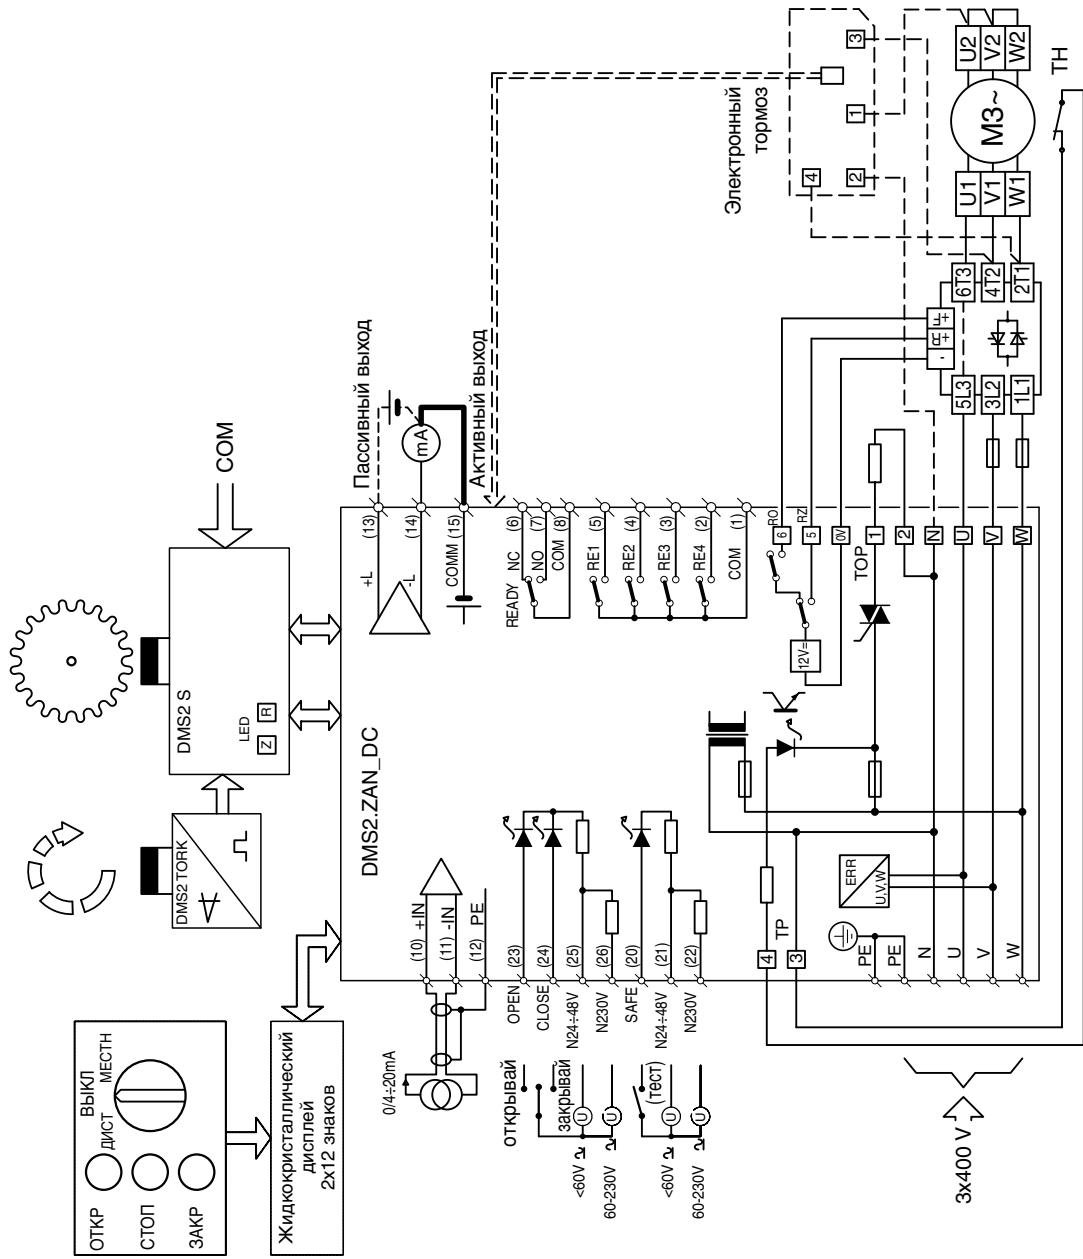 ОТКР
СТОП
ЗАКР
ДИСТ
ВЫКЛ
МЕСТН
Жидкокристаллический
дисплей
2x12 знаков
DMS2 TORK
DMS2 S
LED
Z
R
COM
DMS2.ZAN_DC
0/4÷20mA
(10) +IN
(11) -IN
(12) PE
OPEN (23)
CLOSE (24)
N24÷48V (25)
N230V (26)
SAFE (20)
N24÷48V (21)
N230V (22)
открывай
закрывай
<60V
U
60-230V
U
(тест)
<60V
U
60-230V
U
+L (13)
-L (14)
COMM (15)
Пассивный выход
mA
Активный выход
READY
NC (6)
NO (7)
COM (8)
RE1 (5)
RE2 (4)
RE3 (3)
RE4 (2)
COM (1)
12V=
RO
6
RZ
5
0V
TOP
1
2
N
U
V
W
4
TP
3
PE
PE
N
U
V
W
ERR
U,V,W
3x400 V
Электронный
тормоз
4
2
1
3
-
+R
+F
5L3
3L2
1L1
6T3
4T2
2T1
U1
V1
W1
M3~
U2
V2
W2
TH